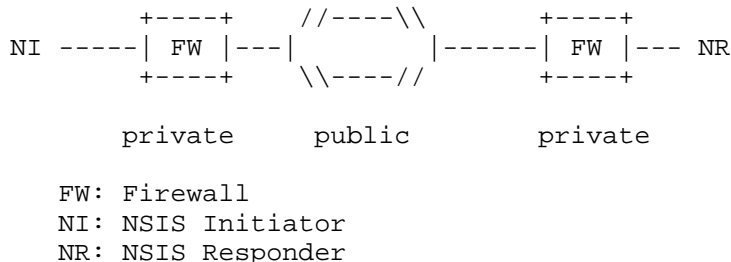 +----+    //----\\       +----+
NI -----| FW |---|         |------| FW |--- NR
            +----+    \\----//       +----+
private public private
FW: Firewall
NI: NSIS Initiator
NR: NSIS Responder